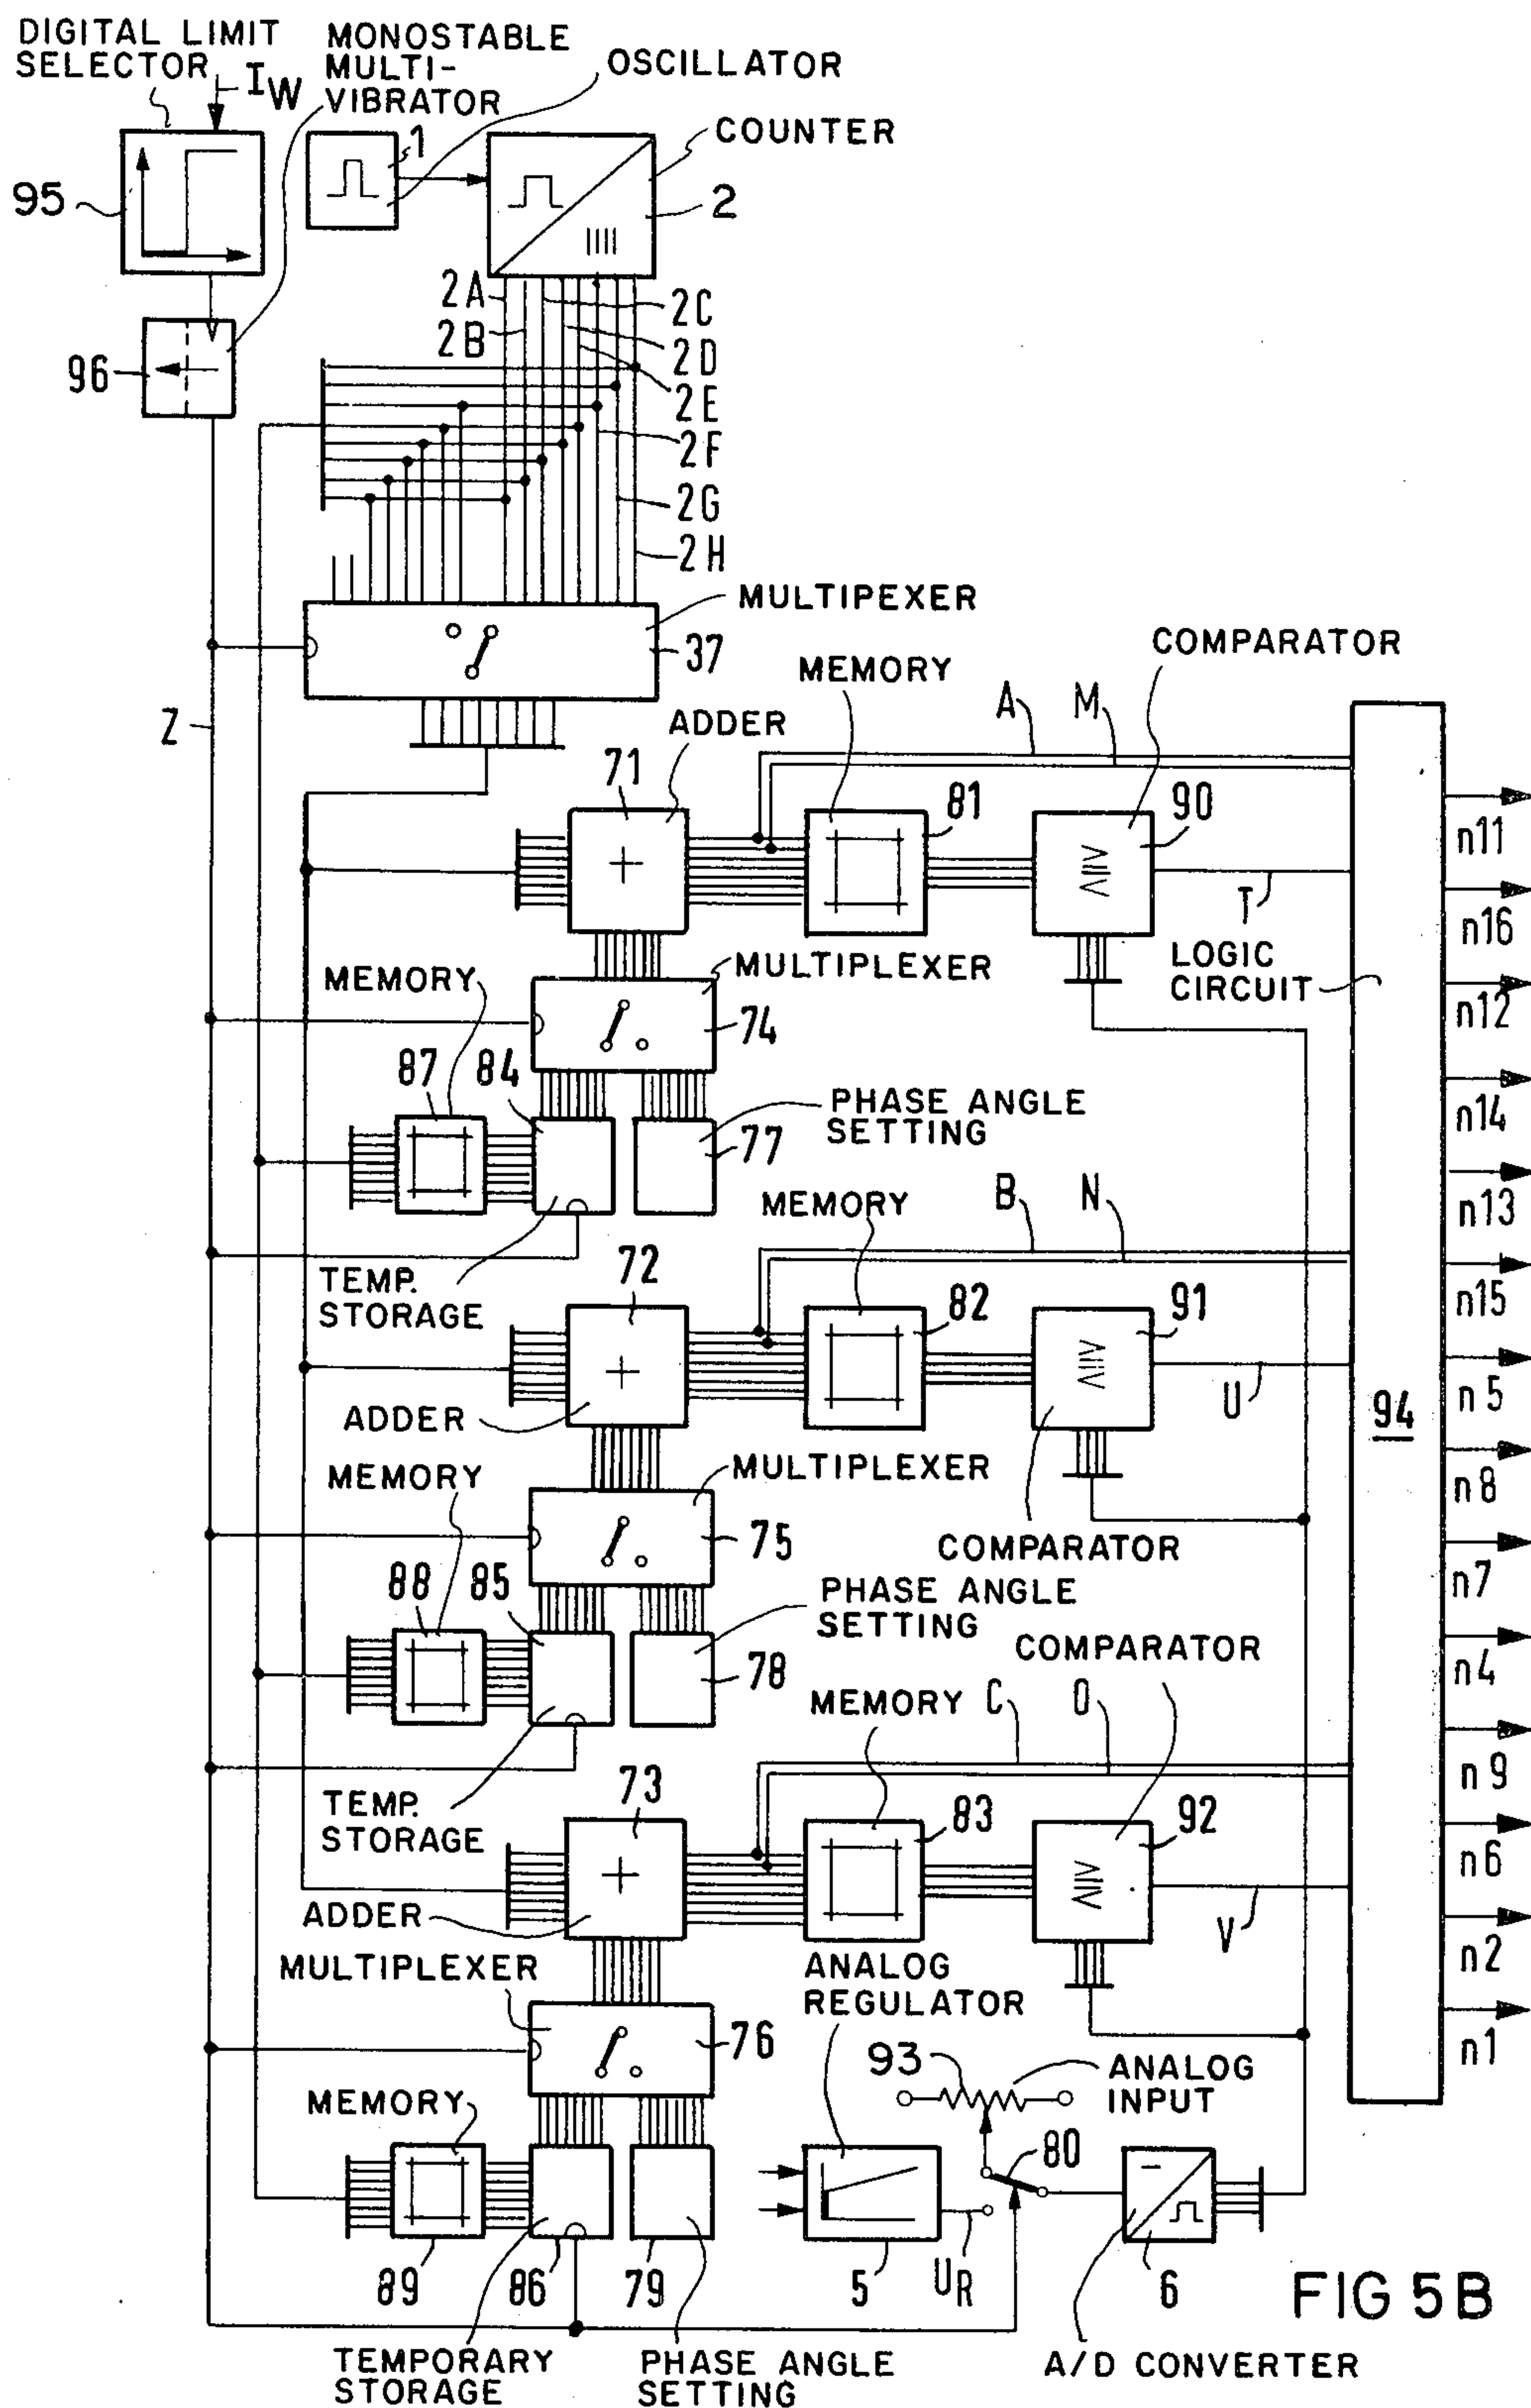 DIGITAL LIMIT
SELECTOR
I_W
MONOSTABLE
MULTI-
VIBRATOR
OSCILLATOR
COUNTER
95
1
2
96
2A
2B
2C
2D
2E
2F
2G
2H
MULTIPEXER
37
Z
ADDER
71
MEMORY
81
A
M
COMPARATOR
90
T
LOGIC
CIRCUIT
MULTIPLEXER
74
MEMORY
87
84
PHASE ANGLE
SETTING
77
TEMP.
STORAGE
72
ADDER
MEMORY
82
B
N
91
U
COMPARATOR
MULTIPLEXER
75
MEMORY
88
85
PHASE ANGLE
SETTING
78
TEMP.
STORAGE
73
ADDER
MEMORY
83
C
O
COMPARATOR
92
V
MULTIPLEXER
76
MEMORY
89
86
79
TEMPORARY
STORAGE
PHASE ANGLE
SETTING
ANALOG
REGULATOR
5
U_R
93
ANALOG
INPUT
80
6
A/D CONVERTER
94
n11
n16
n12
n14
n13
n15
n5
n8
n7
n4
n9
n6
n2
n1
FIG 5B